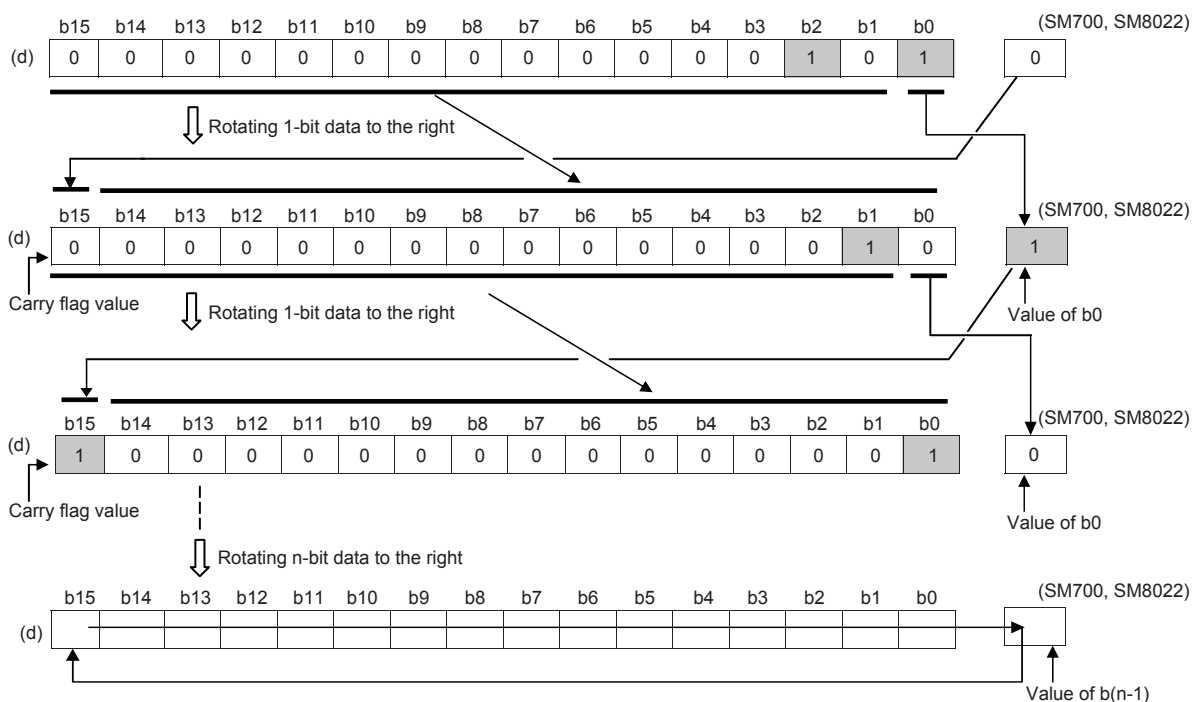 b15 b14 b13 b12 b11 b10 b9 b8 b7 b6 b5 b4 b3 b2 b1 b0 (SM700, SM8022)
(d) 0 0 0 0 0 0 0 0 0 0 0 0 0 1 0 1 0
Rotating 1-bit data to the right
b15 b14 b13 b12 b11 b10 b9 b8 b7 b6 b5 b4 b3 b2 b1 b0 (SM700, SM8022)
(d) 0 0 0 0 0 0 0 0 0 0 0 0 0 0 1 0 1
Carry flag value
Rotating 1-bit data to the right
Value of b0
b15 b14 b13 b12 b11 b10 b9 b8 b7 b6 b5 b4 b3 b2 b1 b0 (SM700, SM8022)
(d) 1 0 0 0 0 0 0 0 0 0 0 0 0 0 0 1 0
Carry flag value
Value of b0
Rotating n-bit data to the right
b15 b14 b13 b12 b11 b10 b9 b8 b7 b6 b5 b4 b3 b2 b1 b0 (SM700, SM8022)
(d)
Value of b(n-1)